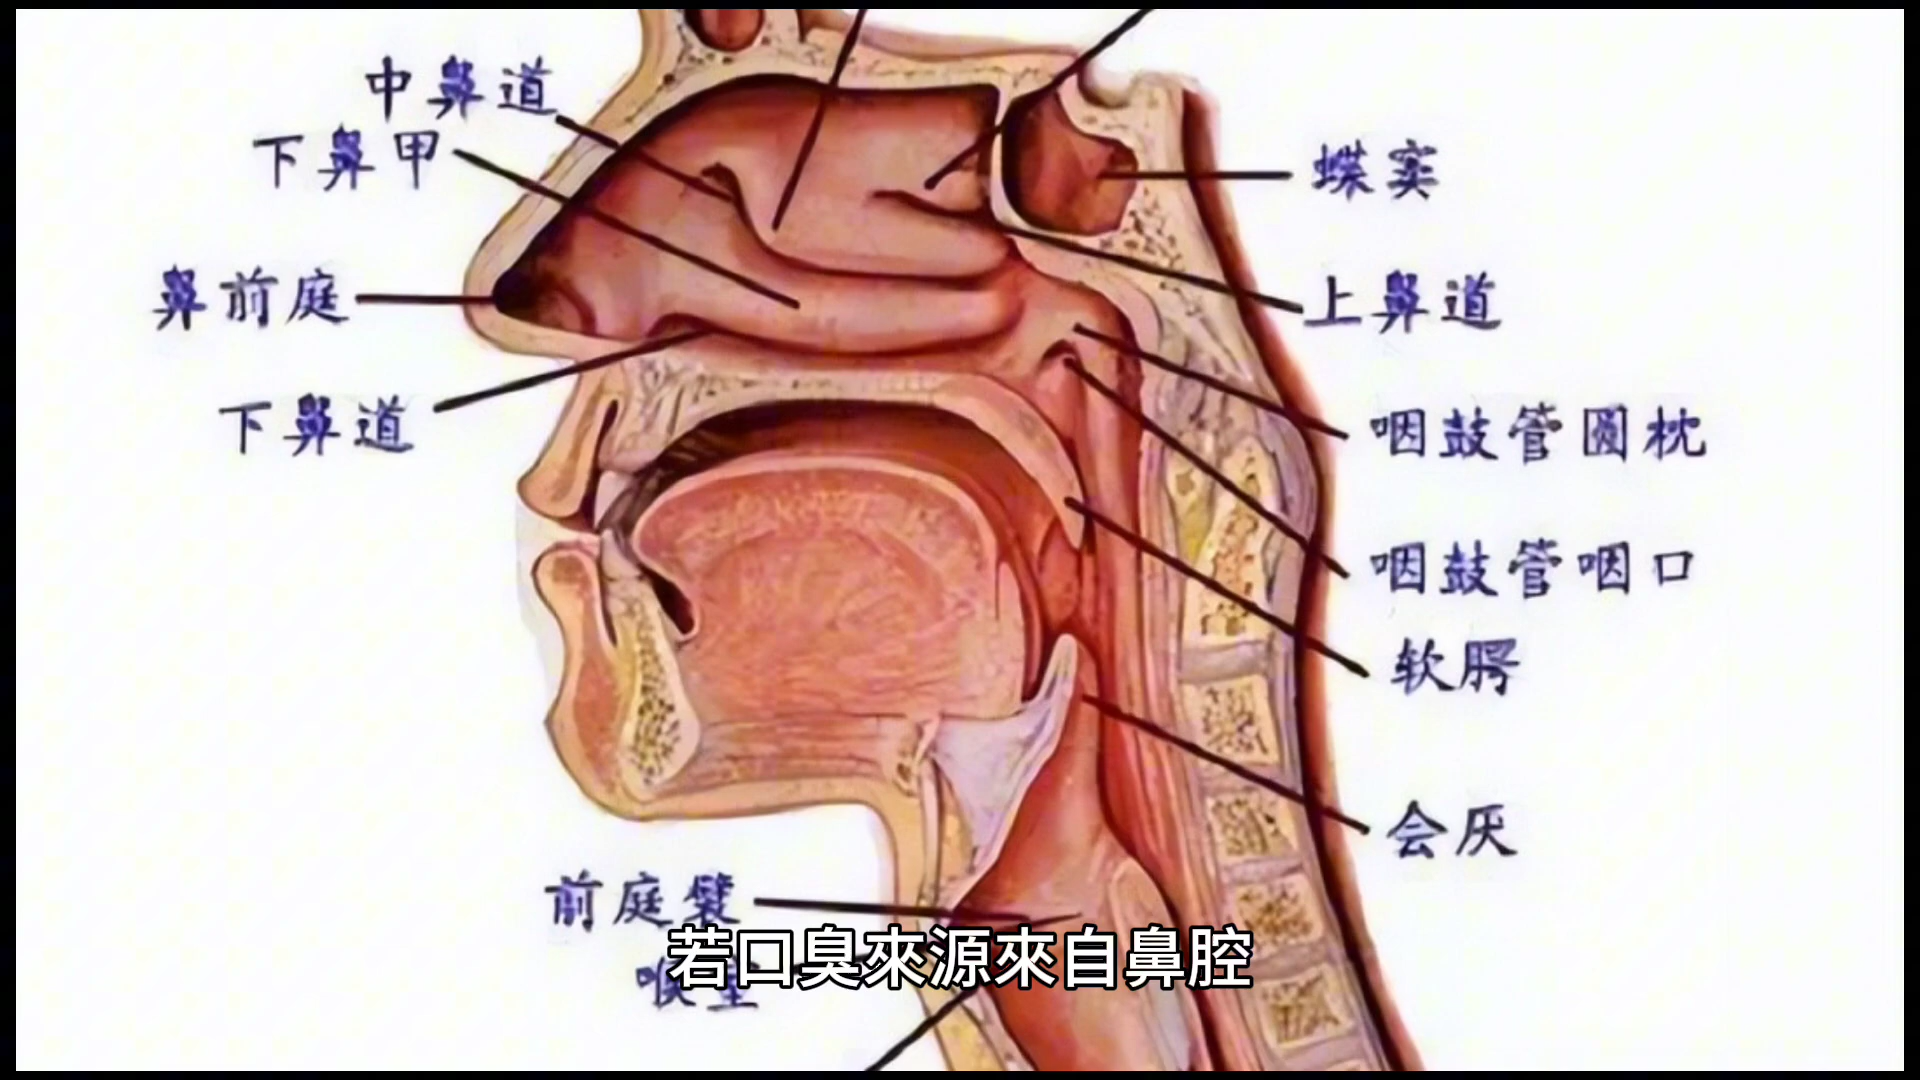 中鼻道
下鼻甲
蝶窦
鼻前庭
上鼻道
下鼻道
咽鼓管圆枕
咽鼓管咽口
软腭
会厌
前庭襞
喉室
若口臭來源來自鼻腔